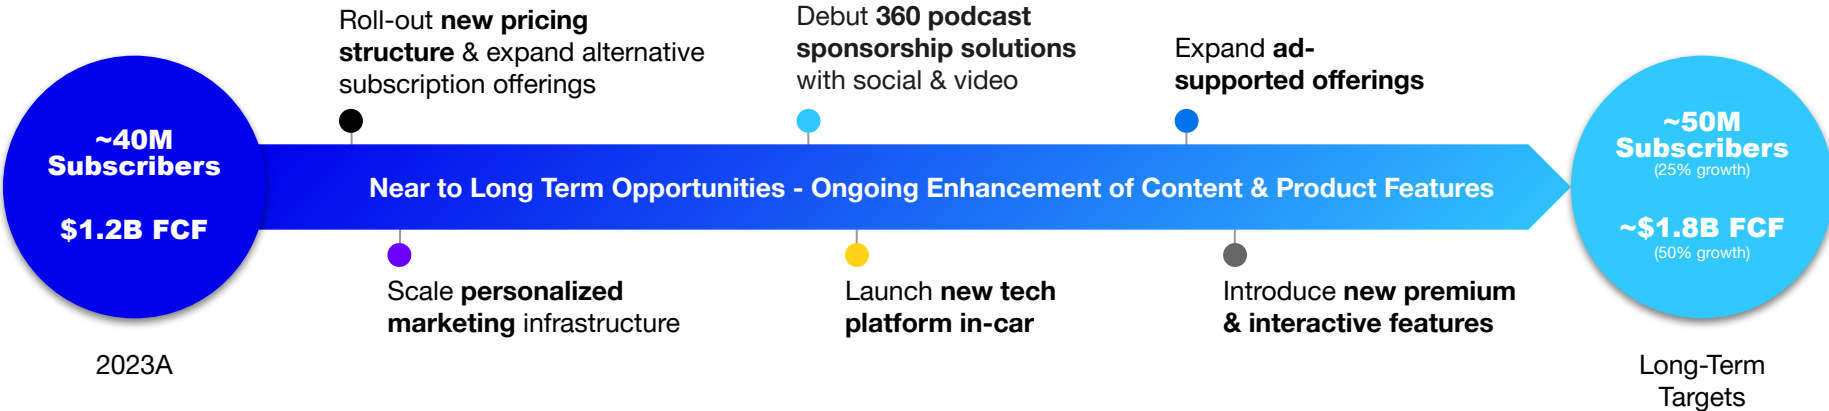 Roll-out new pricing
structure & expand alternative
subscription offerings
Debut 360 podcast
sponsorship solutions
with social & video
Expand ad-
supported offerings
~40M
Subscribers
$1.2B FCF
Near to Long Term Opportunities - Ongoing Enhancement of Content & Product Features
~50M
Subscribers
(25% growth)
~$1.8B FCF
(50% growth)
Scale personalized
marketing infrastructure
Launch new tech
platform in-car
Introduce new premium
& interactive features
2023A
Long-Term
Targets